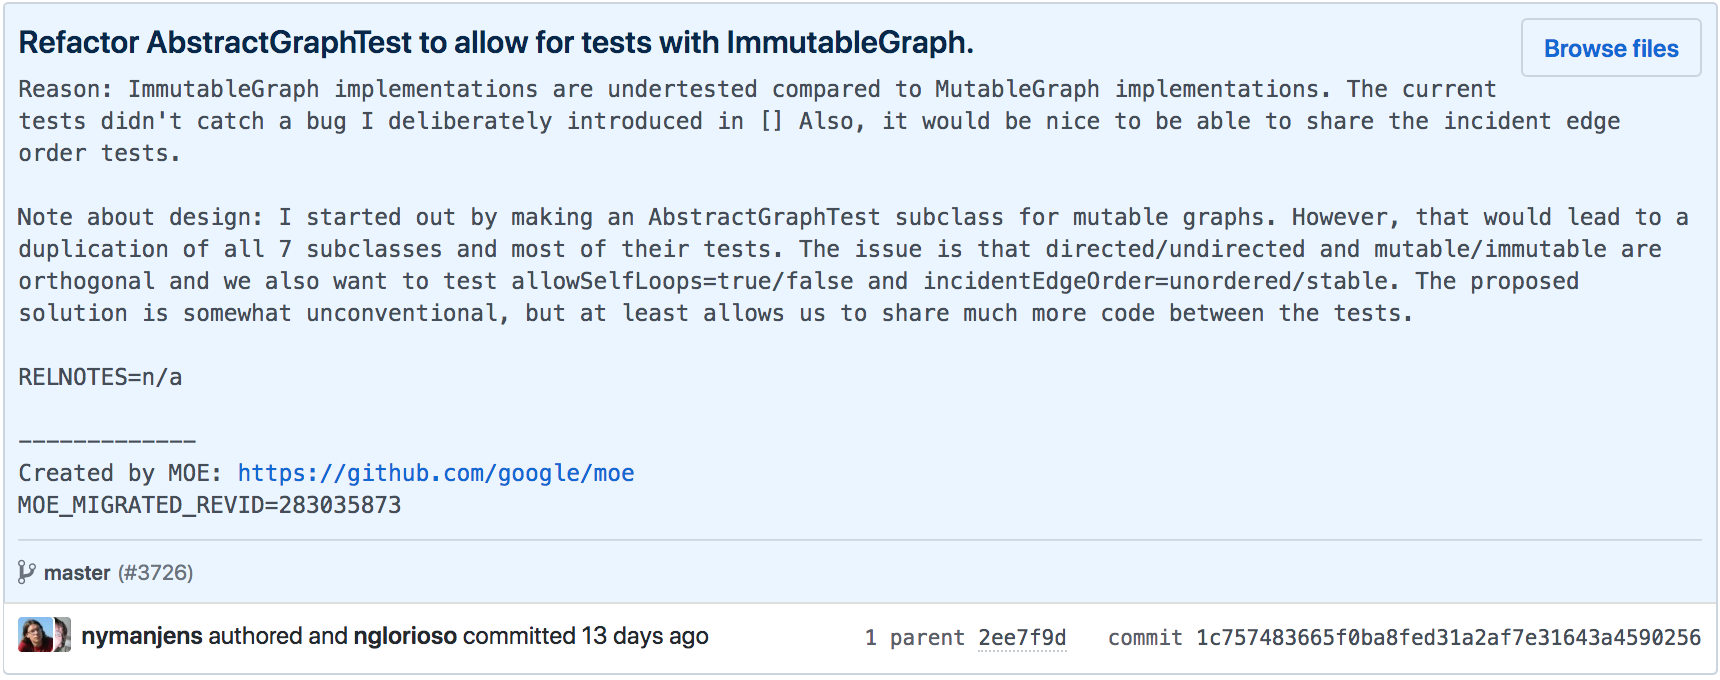 Refactor AbstractGraphTest to allow for tests with ImmutableGraph.
Browse files
Reason: ImmutableGraph implementations are undertested compared to MutableGraph implementations. The current
tests didn't catch a bug I deliberately introduced in [] Also, it would be nice to be able to share the incident edge
order tests.
Note about design: I started out by making an AbstractGraphTest subclass for mutable graphs. However, that would lead to a
duplication of all 7 subclasses and most of their tests. The issue is that directed/undirected and mutable/immutable are
orthogonal and we also want to test allowSelfLoops=true/false and incidentEdgeOrder=unordered/stable. The proposed
solution is somewhat unconventional, but at least allows us to share much more code between the tests.
RELNOTES=n/a
-------------
Created by MOE: https://github.com/google/moe
MOE_MIGRATED_REVID=283035873
master (#3726)
nymanjens authored and nglorioso committed 13 days ago
1 parent 2ee7f9d commit 1c757483665f0ba8fed31a2af7e31643a4590256